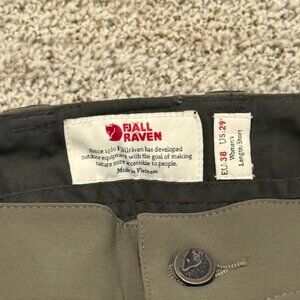 FJALL
RAVEN
Since 1960 Fjällräven has developed
outdoor equipment with the goal of making
nature more accessible to people.
Made in Vietnam
EU:38 US:29"
Women's
Length: Short